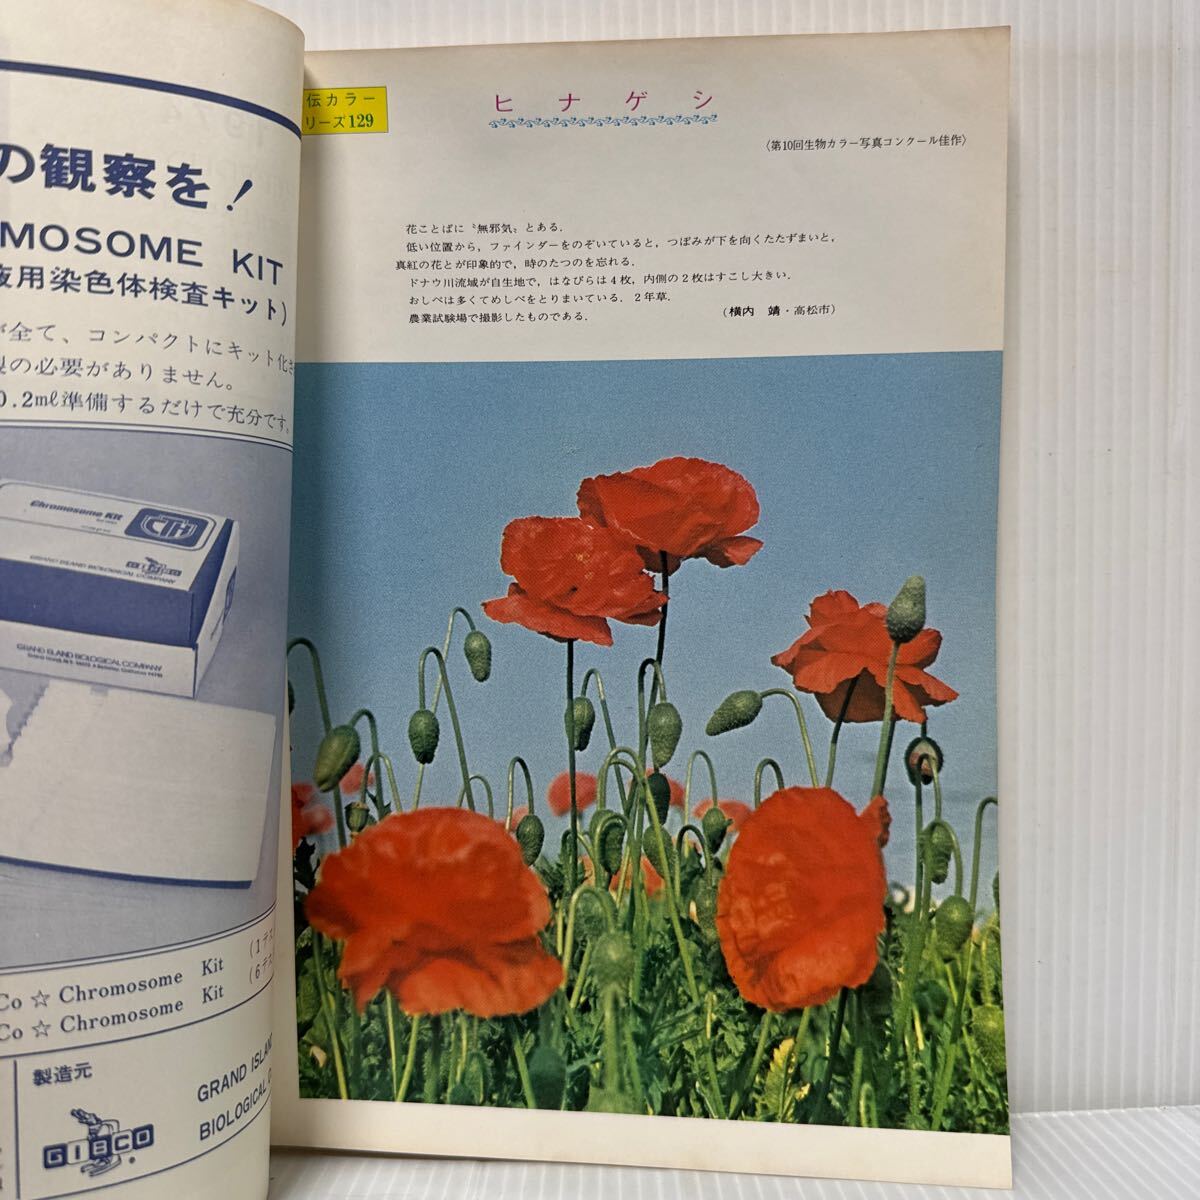 の観察を！
MOSOME KIT
液用染色体検査キット)
が全て、コンパクトにキット化さ
製の必要がありません。
0.2mℓ準備するだけで充分です。
Chromosome Kit
CTH
GIBCO
GRAND ISLAND BIOLOGICAL COMPANY
GRAND ISLAND BIOLOGICAL COMPANY
Co ☆ Chromosome Kit (1テス
Co ☆ Chromosome Kit (6テス
製造元
GIBCO
GRAND ISLAN
BIOLOGICAL C
伝カラー
リーズ129
ヒナゲシ
〈第10回生物カラー写真コンクール佳作〉
花ことばに〝無邪気〟とある．
低い位置から，ファインダーをのぞいていると，つぼみが下を向くたたずまいと，
真紅の花とが印象的で，時のたつのを忘れる．
ドナウ川流域が自生地で，はなびらは４枚，内側の２枚はすこし大きい．
おしべは多くてめしべをとりまいている．２年草．
農業試験場で撮影したものである．　（横内　靖・高松市）